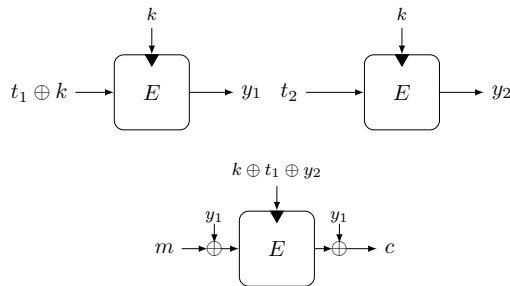 k k
t₁ ⊕ k E y₁ t₂ E y₂
k ⊕ t₁ ⊕ y₂
y₁ y₁
m E c